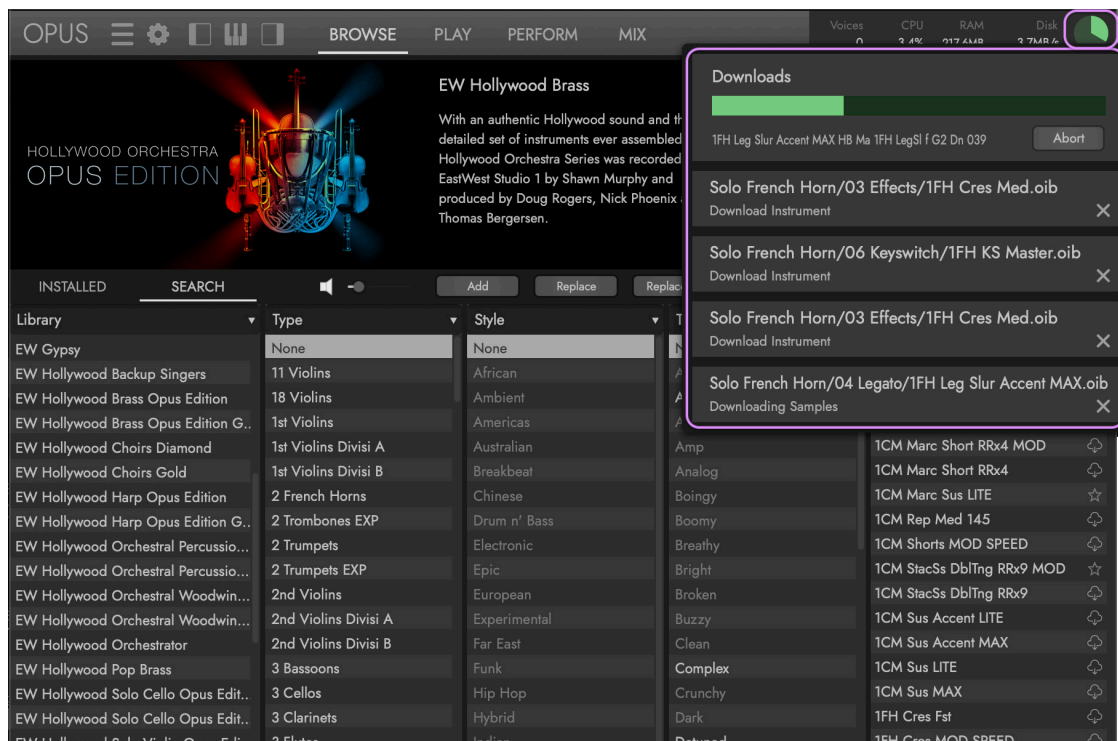 OPUS
BROWSE
PLAY
PERFORM
MIX
Voices
CPU
RAM
Disk
0
3.4%
217.6MB
3.7MB/s
EW Hollywood Brass
With an authentic Hollywood sound and th
detailed set of instruments ever assembled
Hollywood Orchestra Series was recorded
EastWest Studio 1 by Shawn Murphy and
produced by Doug Rogers, Nick Phoenix
Thomas Bergersen.
HOLLYWOOD ORCHESTRA
OPUS EDITION
Downloads
1FH Leg Slur Accent MAX HB Ma 1FH LegSl f G2 Dn 039
Abort
Solo French Horn/03 Effects/1FH Cres Med.oib
Download Instrument
Solo French Horn/06 Keyswitch/1FH KS Master.oib
Download Instrument
Solo French Horn/03 Effects/1FH Cres Med.oib
Download Instrument
Solo French Horn/04 Legato/1FH Leg Slur Accent MAX.oib
Downloading Samples
INSTALLED
SEARCH
Add
Replace
Replac
Library
EW Gypsy
EW Hollywood Backup Singers
EW Hollywood Brass Opus Edition
EW Hollywood Brass Opus Edition G..
EW Hollywood Choirs Diamond
EW Hollywood Choirs Gold
EW Hollywood Harp Opus Edition
EW Hollywood Harp Opus Edition G..
EW Hollywood Orchestral Percussio...
EW Hollywood Orchestral Percussio...
EW Hollywood Orchestral Woodwin...
EW Hollywood Orchestral Woodwin...
EW Hollywood Orchestrator
EW Hollywood Pop Brass
EW Hollywood Solo Cello Opus Edit..
EW Hollywood Solo Cello Opus Edit..
Type
None
11 Violins
18 Violins
1st Violins
1st Violins Divisi A
1st Violins Divisi B
2 French Horns
2 Trombones EXP
2 Trumpets
2 Trumpets EXP
2nd Violins
2nd Violins Divisi A
2nd Violins Divisi B
3 Bassoons
3 Cellos
3 Clarinets
Style
None
African
Ambient
Americas
Australian
Breakbeat
Chinese
Drum n' Bass
Electronic
Epic
European
Experimental
Far East
Funk
Hip Hop
Hybrid
T
Amp
Analog
Boingy
Boomy
Breathy
Bright
Broken
Buzzy
Clean
Complex
Crunchy
Dark
1CM Marc Short RRx4 MOD
1CM Marc Short RRx4
1CM Marc Sus LITE
1CM Rep Med 145
1CM Shorts MOD SPEED
1CM StacSs DblTng RRx9 MOD
1CM StacSs DblTng RRx9
1CM Sus Accent LITE
1CM Sus Accent MAX
1CM Sus LITE
1CM Sus MAX
1FH Cres Fst
1FH Cres MOD SPEED